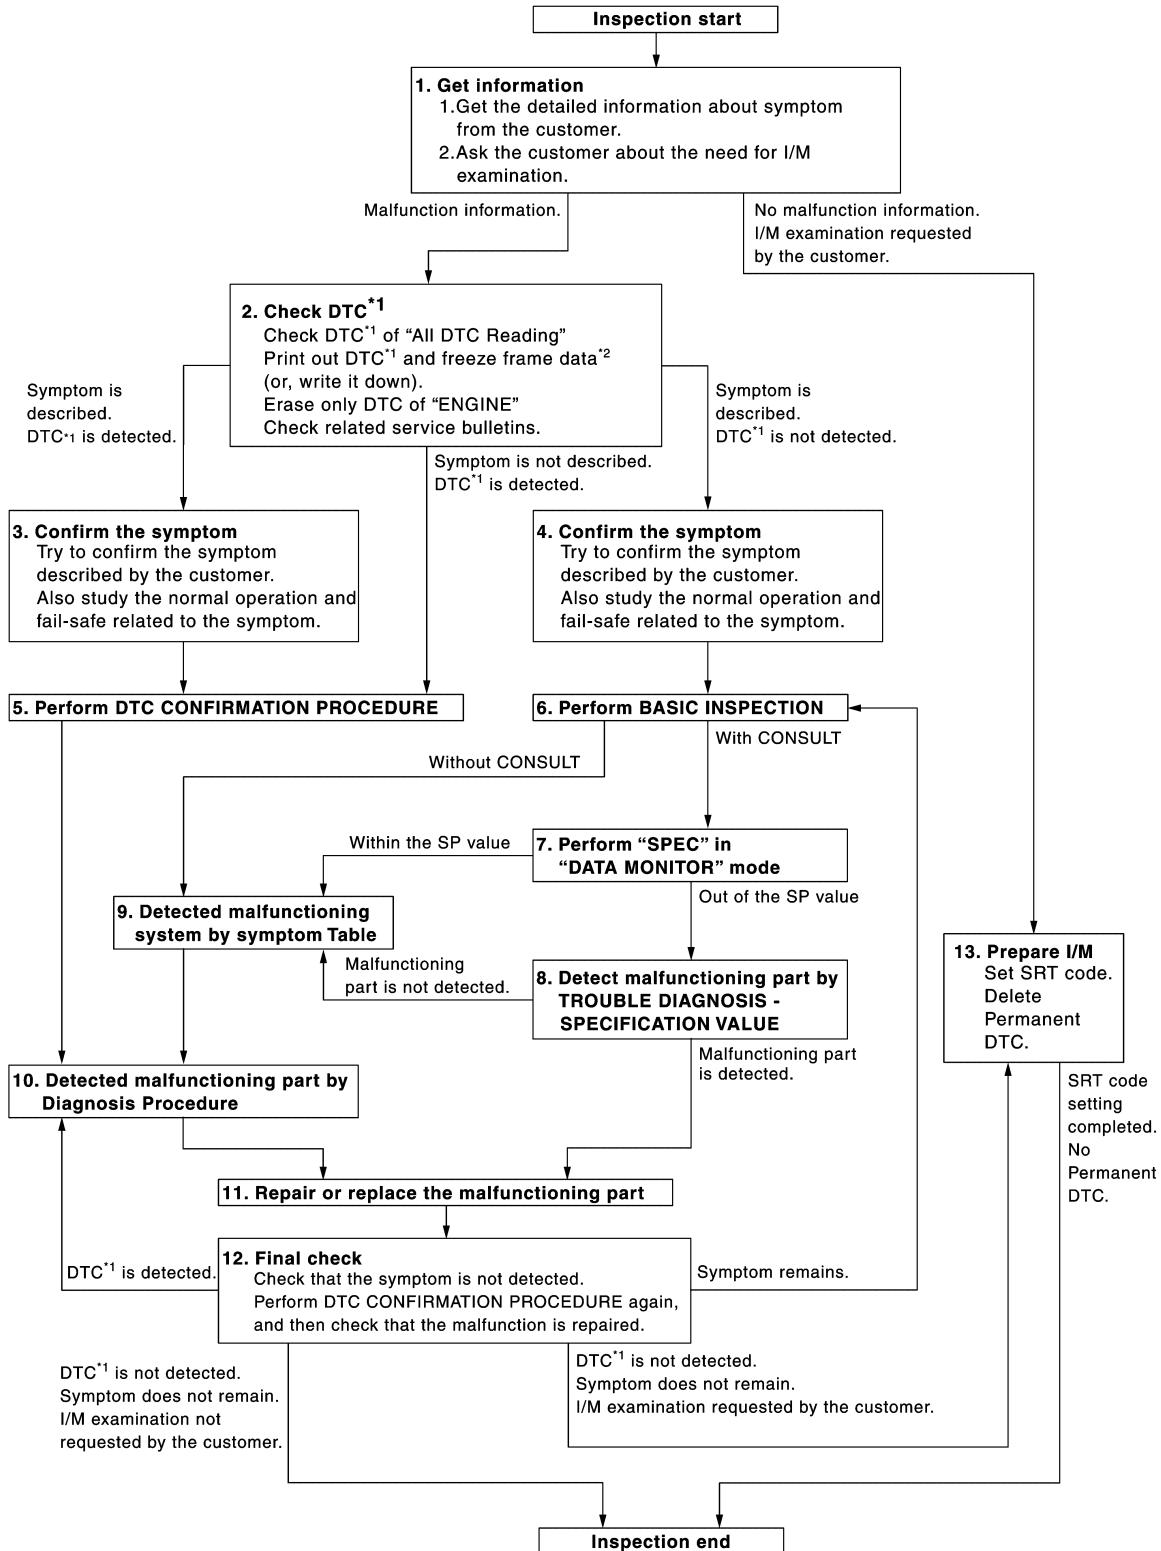 Inspection start
1. Get information
1.Get the detailed information about symptom
from the customer.
2.Ask the customer about the need for I/M
examination.
Malfunction information.
No malfunction information.
I/M examination requested
by the customer.
2. Check DTC*1
Check DTC*1 of “All DTC Reading”
Print out DTC*1 and freeze frame data*2
(or, write it down).
Erase only DTC of “ENGINE”
Check related service bulletins.
Symptom is
described.
DTC*1 is detected.
Symptom is
described.
DTC*1 is not detected.
Symptom is not described.
DTC*1 is detected.
3. Confirm the symptom
Try to confirm the symptom
described by the customer.
Also study the normal operation and
fail-safe related to the symptom.
4. Confirm the symptom
Try to confirm the symptom
described by the customer.
Also study the normal operation and
fail-safe related to the symptom.
5. Perform DTC CONFIRMATION PROCEDURE
6. Perform BASIC INSPECTION
With CONSULT
Without CONSULT
7. Perform “SPEC” in
“DATA MONITOR” mode
Within the SP value
Out of the SP value
9. Detected malfunctioning
system by symptom Table
Malfunctioning
part is not detected.
8. Detect malfunctioning part by
TROUBLE DIAGNOSIS -
SPECIFICATION VALUE
13. Prepare I/M
Set SRT code.
Delete
Permanent
DTC.
Malfunctioning part
is detected.
10. Detected malfunctioning part by
Diagnosis Procedure
SRT code
setting
completed.
No
Permanent
DTC.
11. Repair or replace the malfunctioning part
12. Final check
Check that the symptom is not detected.
Perform DTC CONFIRMATION PROCEDURE again,
and then check that the malfunction is repaired.
DTC*1 is detected.
Symptom remains.
DTC*1 is not detected.
Symptom does not remain.
I/M examination not
requested by the customer.
DTC*1 is not detected.
Symptom does not remain.
I/M examination requested by the customer.
Inspection end